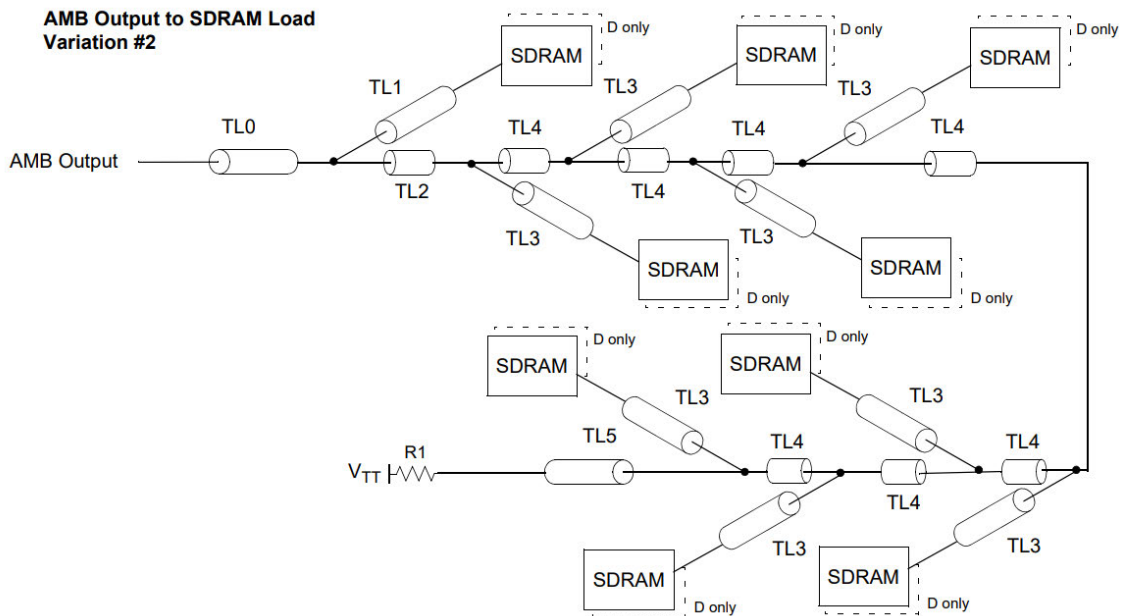 AMB Output to SDRAM Load
Variation #2
D only
D only
D only
SDRAM
SDRAM
SDRAM
TL1
TL3
TL3
TL0
TL4
TL4
TL4
AMB Output
TL2
TL4
TL3
TL3
SDRAM
SDRAM
D only
D only
D only
D only
SDRAM
SDRAM
TL3
TL3
TL5
TL4
TL4
R1
VTT
TL4
TL3
TL3
SDRAM
SDRAM
D only
D only